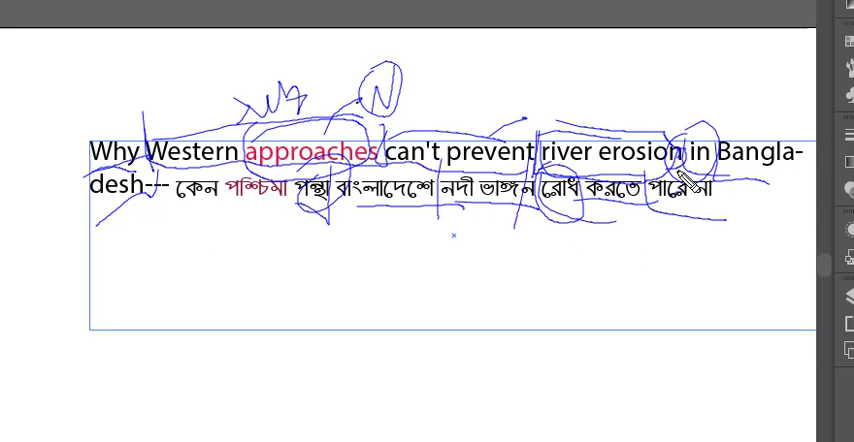 N
Why Western approaches can't prevent river erosion in Bangla-
desh--- কেন পশ্চিমা পন্থা বাংলাদেশে নদী ভাঙ্গন রোধ করতে পারে না